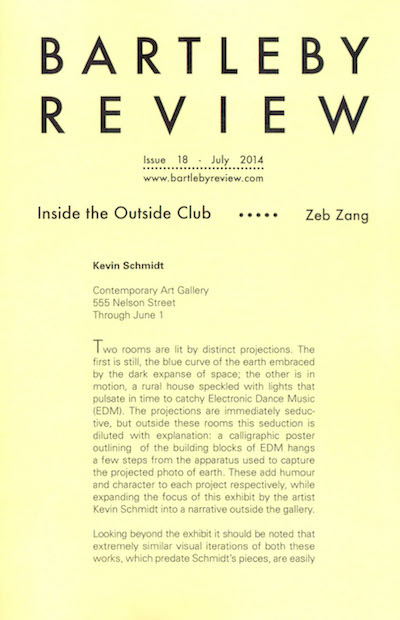 BARTLEBY
REVIEW
Issue 18 - July 2014
www.bartlebyreview.com
Inside the Outside Club ••••• Zeb Zang
Kevin Schmidt
Contemporary Art Gallery
555 Nelson Street
Through June 1
Two rooms are lit by distinct projections. The
first is still, the blue curve of the earth embraced
by the dark expanse of space; the other is in
motion, a rural house speckled with lights that
pulsate in time to catchy Electronic Dance Music
(EDM). The projections are immediately seduc-
tive, but outside these rooms this seduction is
diluted with explanation: a calligraphic poster
outlining of the building blocks of EDM hangs
a few steps from the apparatus used to capture
the projected photo of earth. These add humour
and character to each project respectively, while
expanding the focus of this exhibit by the artist
Kevin Schmidt into a narrative outside the gallery.
Looking beyond the exhibit it should be noted that
extremely similar visual iterations of both these
works, which predate Schmidt's pieces, are easily